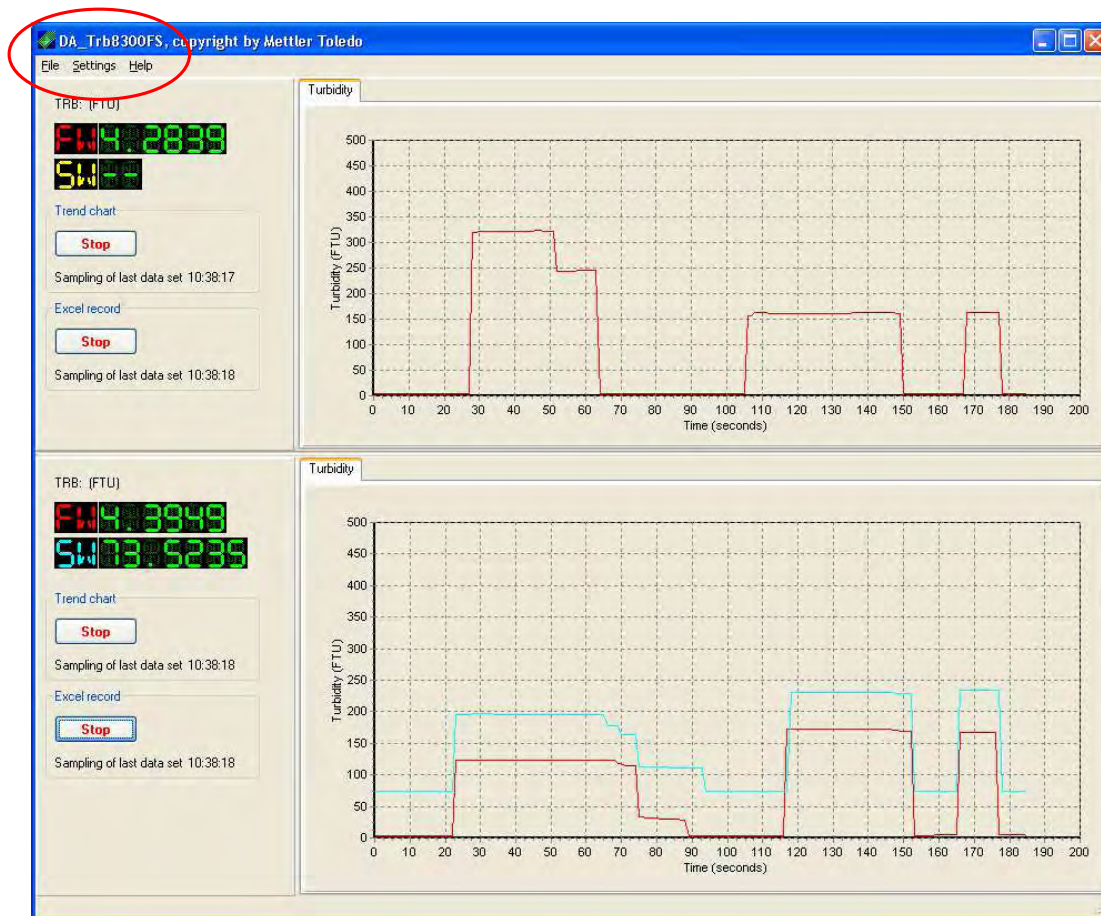 DA_Trb8300FS, copyright by Mettler Toledo
File Settings Help
TRB: (FTU)
FW 4.2839
SW --
Trend chart
Stop
Sampling of last data set 10:38:17
Excel record
Stop
Sampling of last data set 10:38:18
Turbidity
500
450
400
350
300
250
200
150
100
50
0
Turbidity (FTU)
0 10 20 30 40 50 60 70 80 90 100 110 120 130 140 150 160 170 180 190 200
Time (seconds)
TRB: (FTU)
FW 4.3949
SW 73.5235
Trend chart
Stop
Sampling of last data set 10:38:18
Excel record
Stop
Sampling of last data set 10:38:18
Turbidity
500
450
400
350
300
250
200
150
100
50
0
Turbidity (FTU)
0 10 20 30 40 50 60 70 80 90 100 110 120 130 140 150 160 170 180 190 200
Time (seconds)